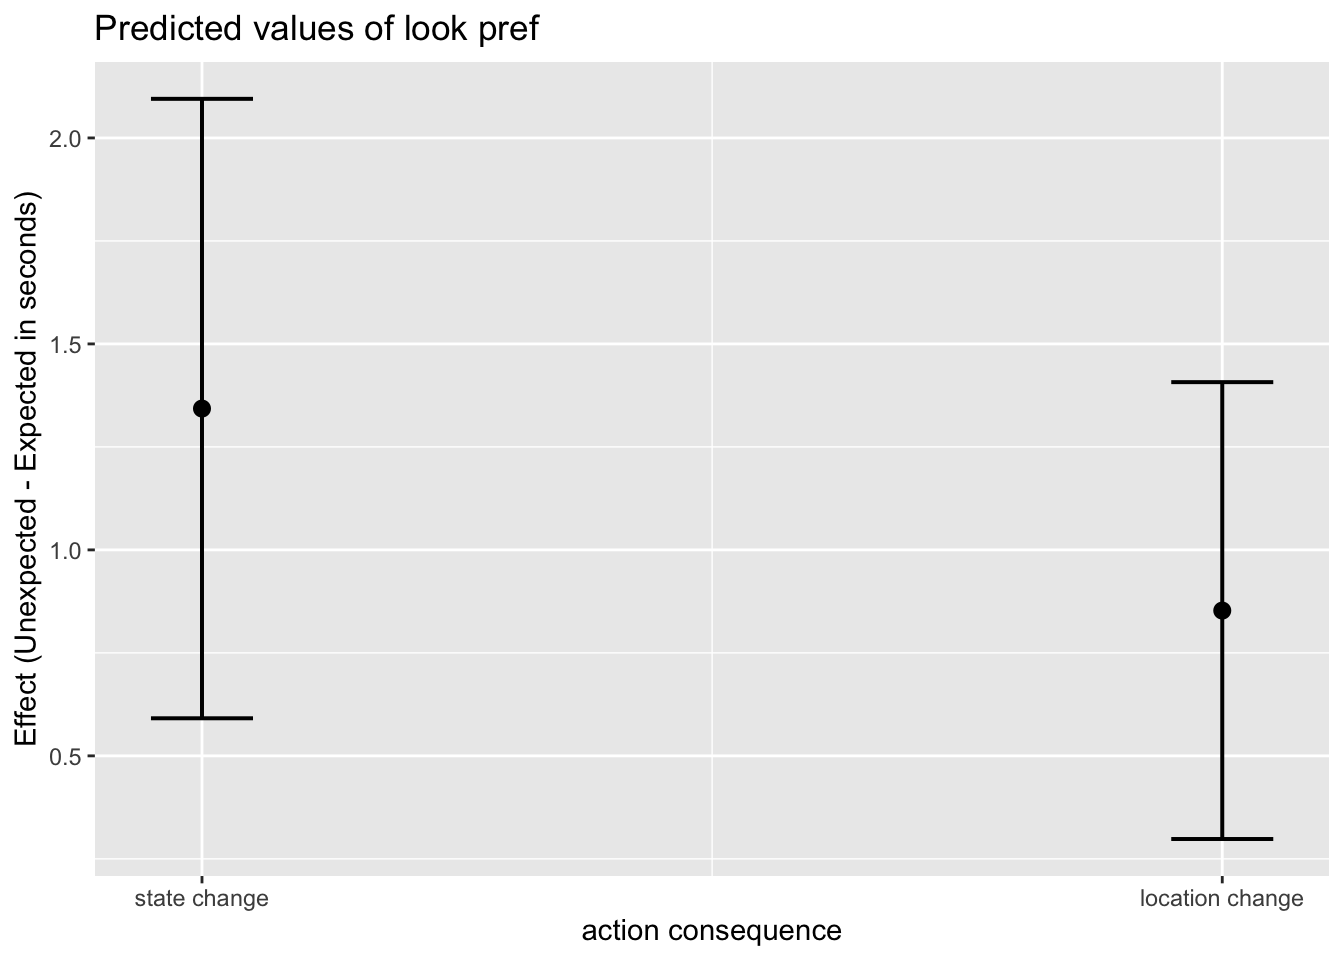 Predicted values of look pref
Effect (Unexpected - Expected in seconds)
2.0
1.5
1.0
0.5
state change
location change
action consequence